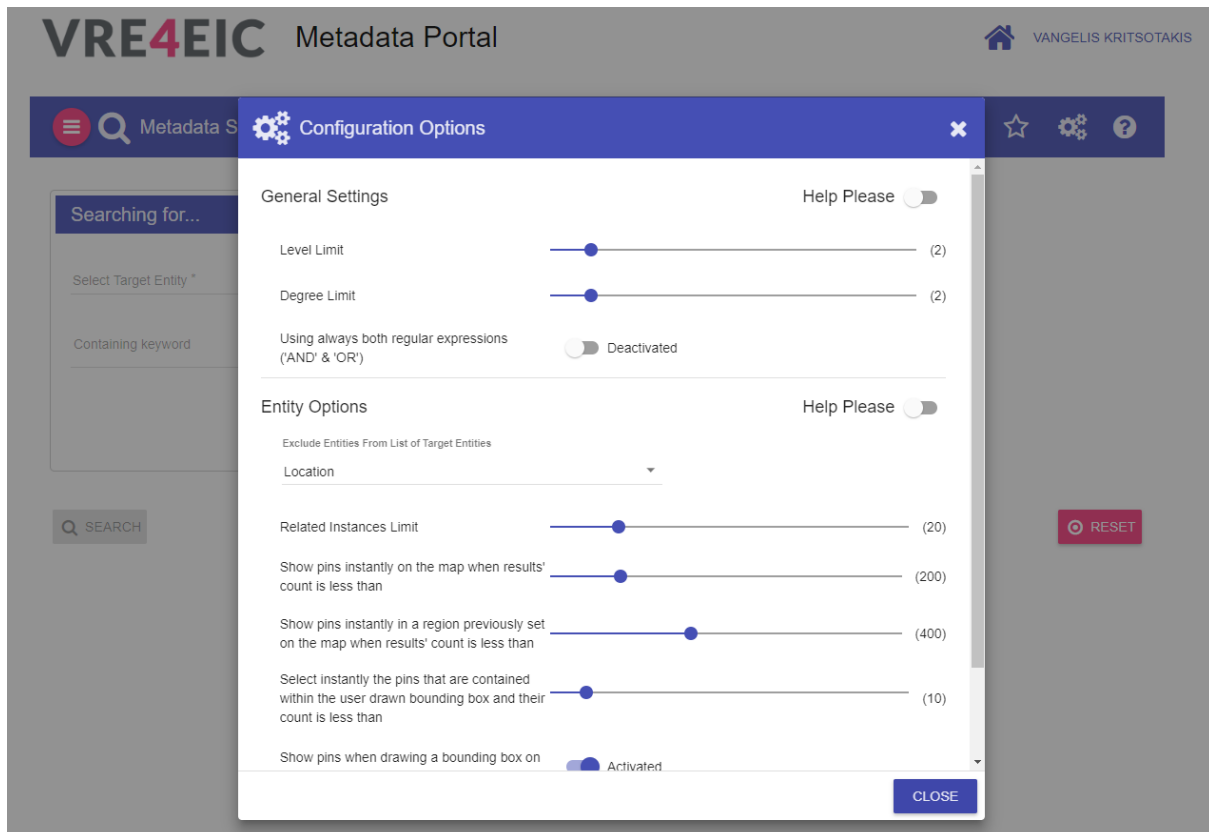 VRE4EIC Metadata Portal
VANGELIS KRITSOTAKIS
Metadata S
Configuration Options
Searching for...
Select Target Entity *
Containing keyword
SEARCH
RESET
General Settings
Help Please
Level Limit
(2)
Degree Limit
(2)
Using always both regular expressions
('AND' & 'OR')
Deactivated
Entity Options
Help Please
Exclude Entities From List of Target Entities
Location
Related Instances Limit
(20)
Show pins instantly on the map when results'
count is less than
(200)
Show pins instantly in a region previously set
on the map when results' count is less than
(400)
Select instantly the pins that are contained
within the user drawn bounding box and their
count is less than
(10)
Show pins when drawing a bounding box on
Activated
CLOSE